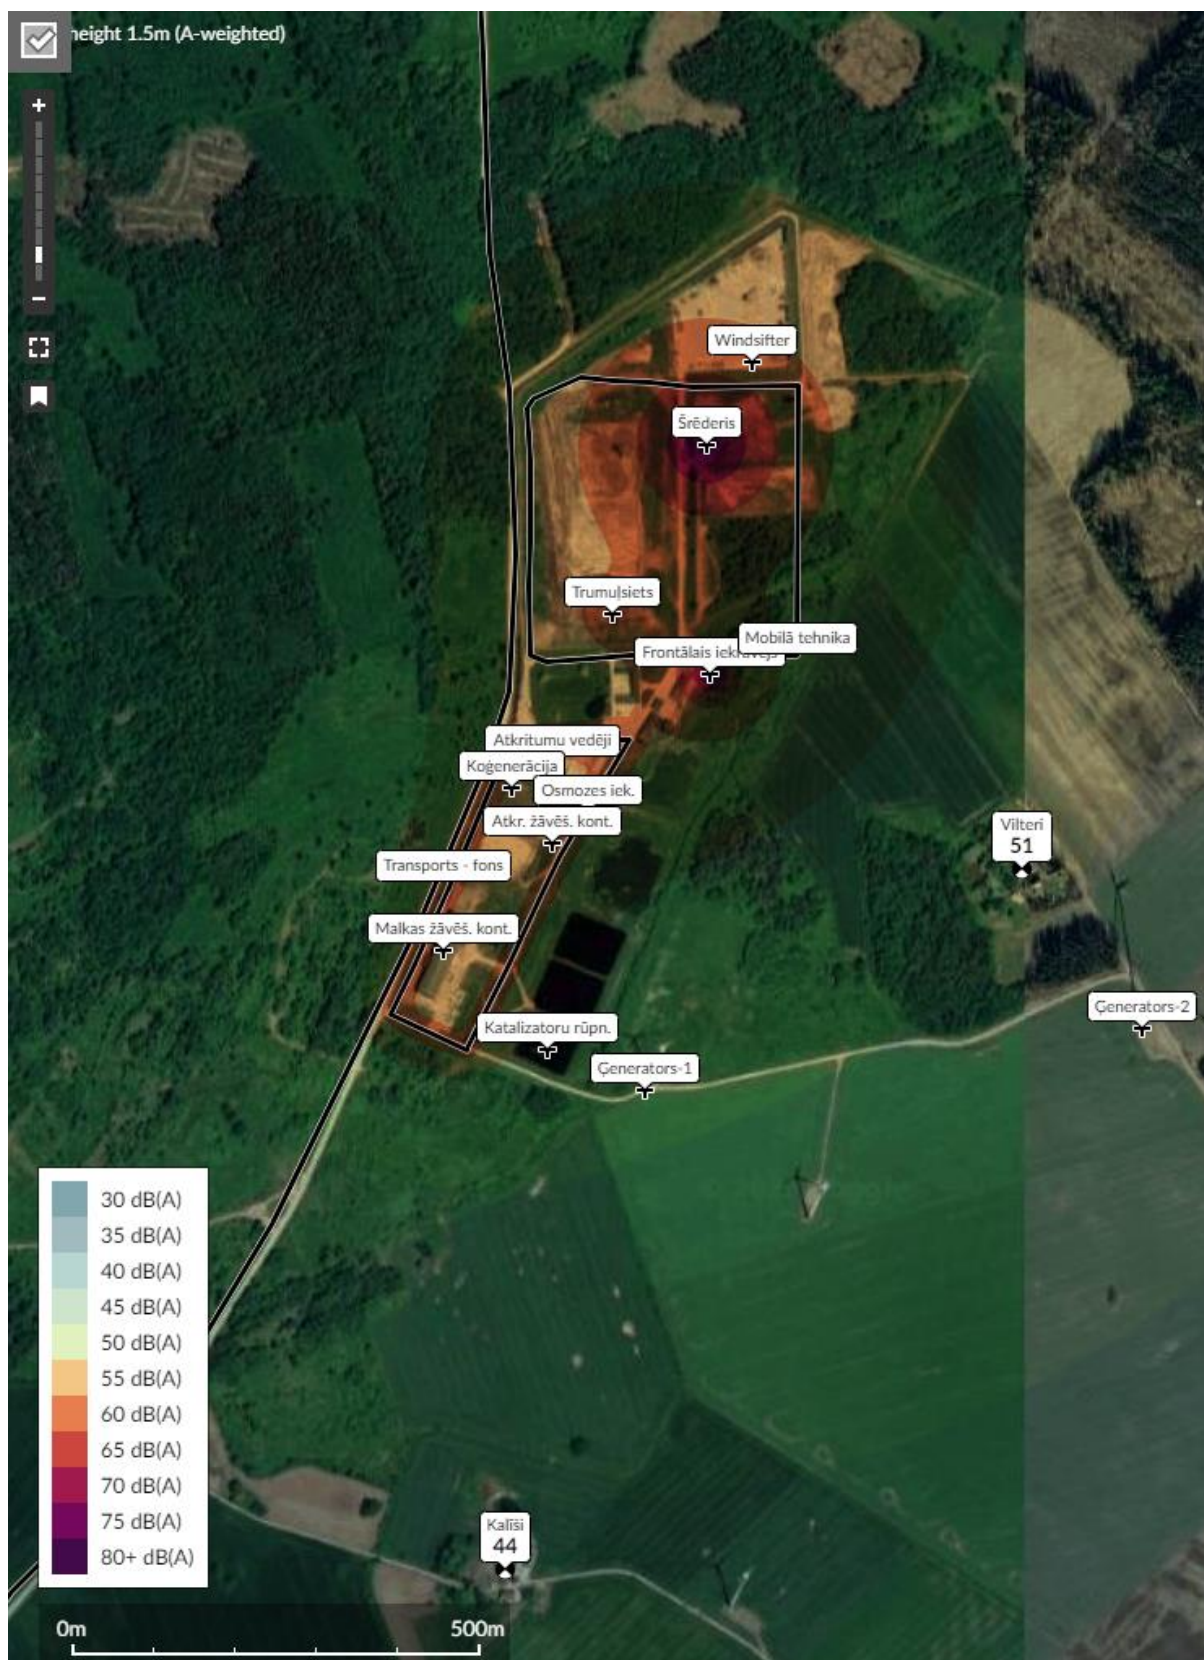 height 1.5m (A-weighted)
+
−
Windsifter
Šrēderis
Trumuļsiets
Mobilā tehnika
Frontālais iekrāvējs
Atkritumu vedēji
Koģenerācija
Osmozes iek.
Atkr. žāvēš. kont.
Vilteri
51
Transports - fons
Malkas žāvēš. kont.
Ģenerators-2
Katalizatoru rūpn.
Ģenerators-1
30 dB(A)
35 dB(A)
40 dB(A)
45 dB(A)
50 dB(A)
55 dB(A)
60 dB(A)
65 dB(A)
70 dB(A)
75 dB(A)
80+ dB(A)
Kalīši
44
0m 500m